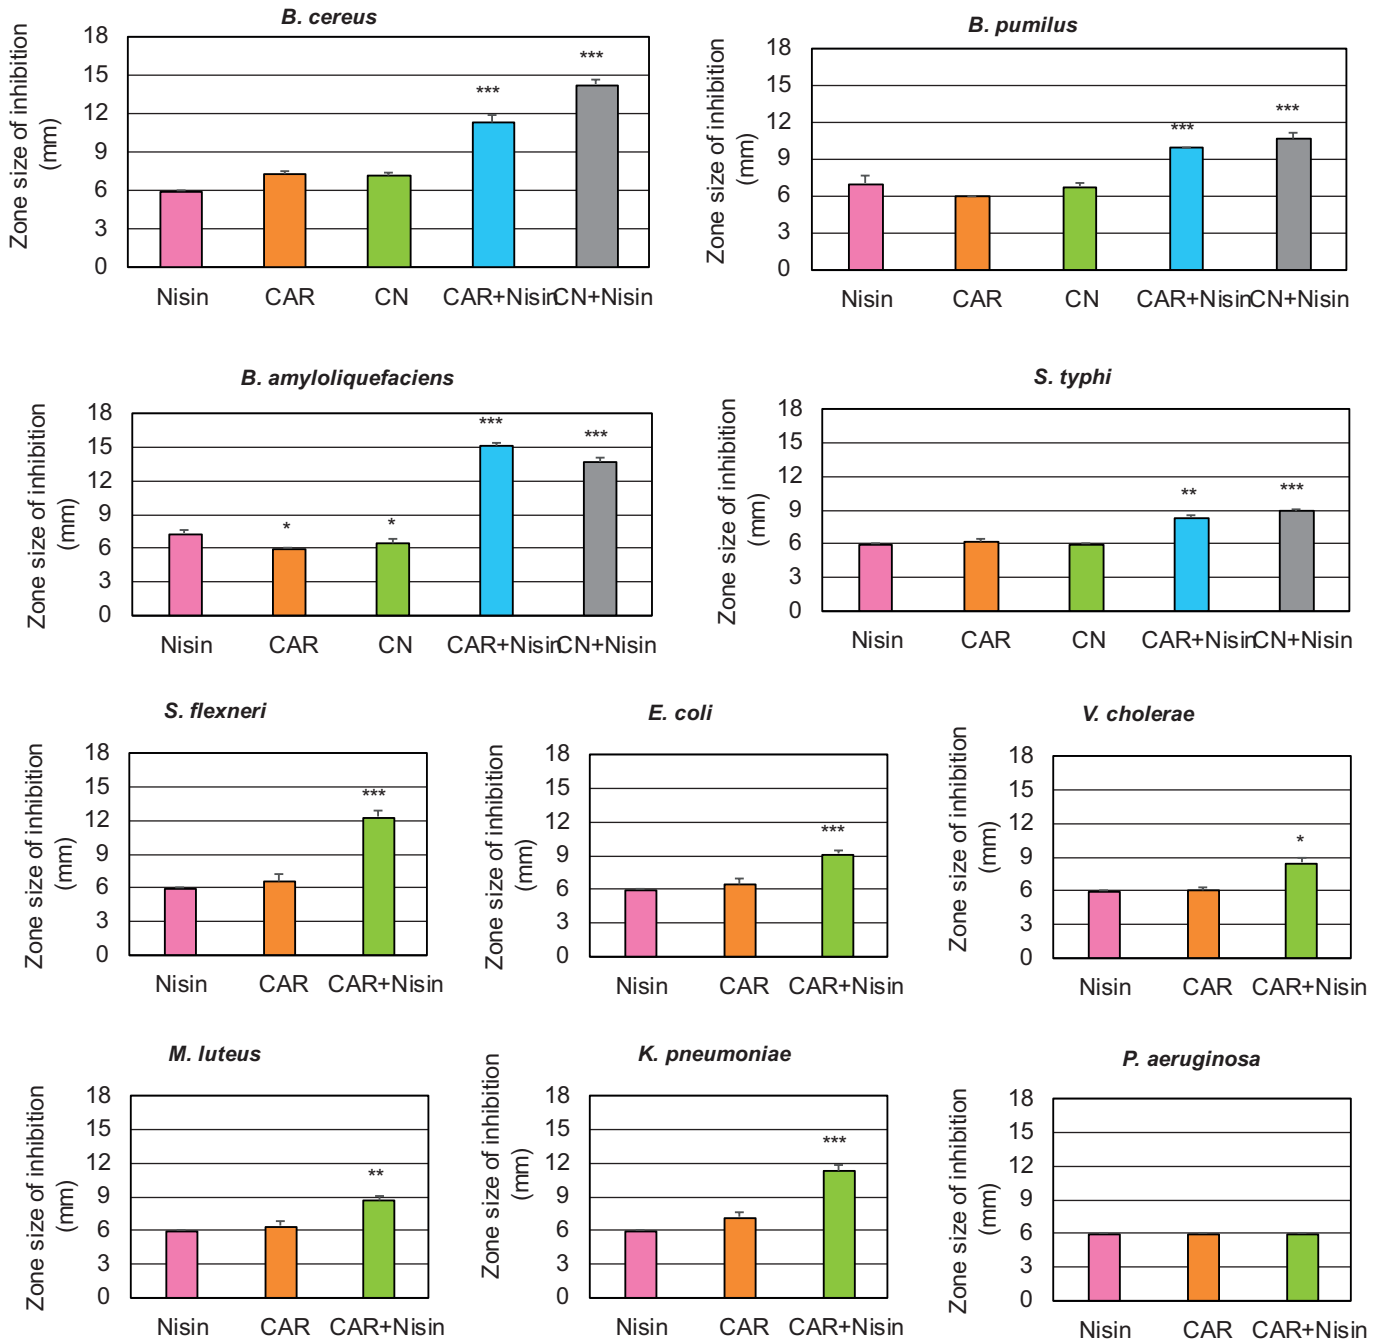 B. cereus
Zone size of inhibition
(mm)
18
15
12
9
6
3
0
***
***
Nisin CAR CN CAR+Nisin CN+Nisin
B. pumilus
Zone size of inhibition
(mm)
18
15
12
9
6
3
0
***
***
Nisin CAR CN CAR+Nisin CN+Nisin
B. amyloliquefaciens
Zone size of inhibition
(mm)
18
15
12
9
6
3
0
* * *** ***
Nisin CAR CN CAR+Nisin CN+Nisin
S. typhi
Zone size of inhibition
(mm)
18
15
12
9
6
3
0
** ***
Nisin CAR CN CAR+Nisin CN+Nisin
S. flexneri
Zone size of inhibition
(mm)
18
15
12
9
6
3
0
***
Nisin CAR CAR+Nisin
E. coli
Zone size of inhibition
(mm)
18
15
12
9
6
3
0
***
Nisin CAR CAR+Nisin
V. cholerae
Zone size of inhibition
(mm)
18
15
12
9
6
3
0
*
Nisin CAR CAR+Nisin
M. luteus
Zone size of inhibition
(mm)
18
15
12
9
6
3
0
**
Nisin CAR CAR+Nisin
K. pneumoniae
Zone size of inhibition
(mm)
18
15
12
9
6
3
0
***
Nisin CAR CAR+Nisin
P. aeruginosa
Zone size of inhibition
(mm)
18
15
12
9
6
3
0
Nisin CAR CAR+Nisin